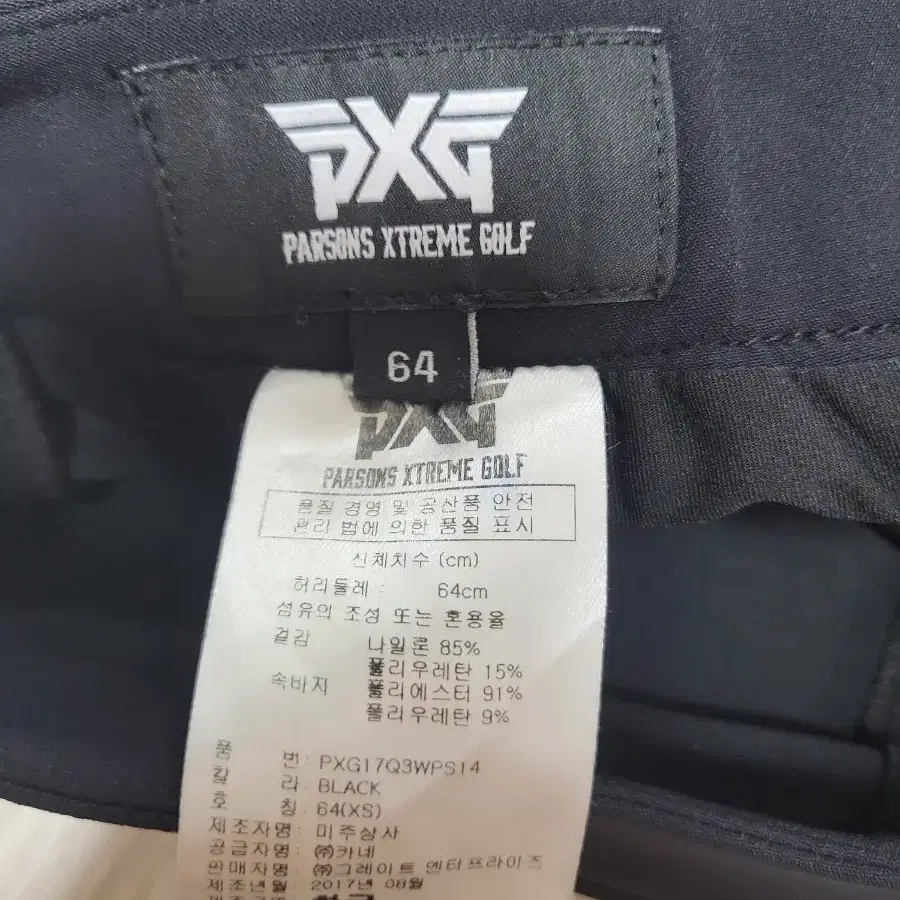 PXG
PARSONS XTREME GOLF
64
PXG
PARSONS XTREME GOLF
품질 경영 및 공산품 안전
관리 법에 의한 품질 표시
신체치수 (cm)
허리둘레 : 64cm
섬유의 조성 또는 혼용율
겉감 나일론 85%
폴리우레탄 15%
속바지 폴리에스터 91%
폴리우레탄 9%
품 번 : PXG17Q3WPS14
칼 라 : BLACK
호 칭 : 64(XS)
제조자명 : 미주상사
공급자명 : ㈜카네
판매자명 : ㈜그레이트 엔터프라이즈
제조년월 : 2017년 08월